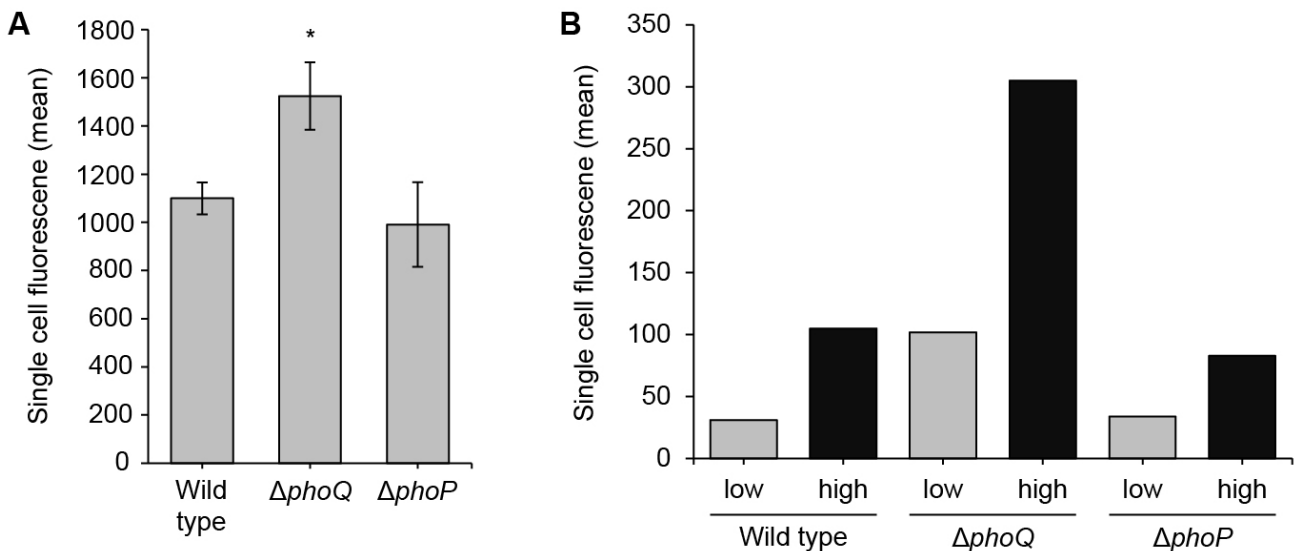 A
Single cell fluorescene (mean)
1800
1600
1400
1200
1000
800
600
400
200
0
*
Wild
type
ΔphoQ
ΔphoP
B
Single cell fluorescene (mean)
350
300
250
200
150
100
50
0
low high low high low high
Wild type ΔphoQ ΔphoP